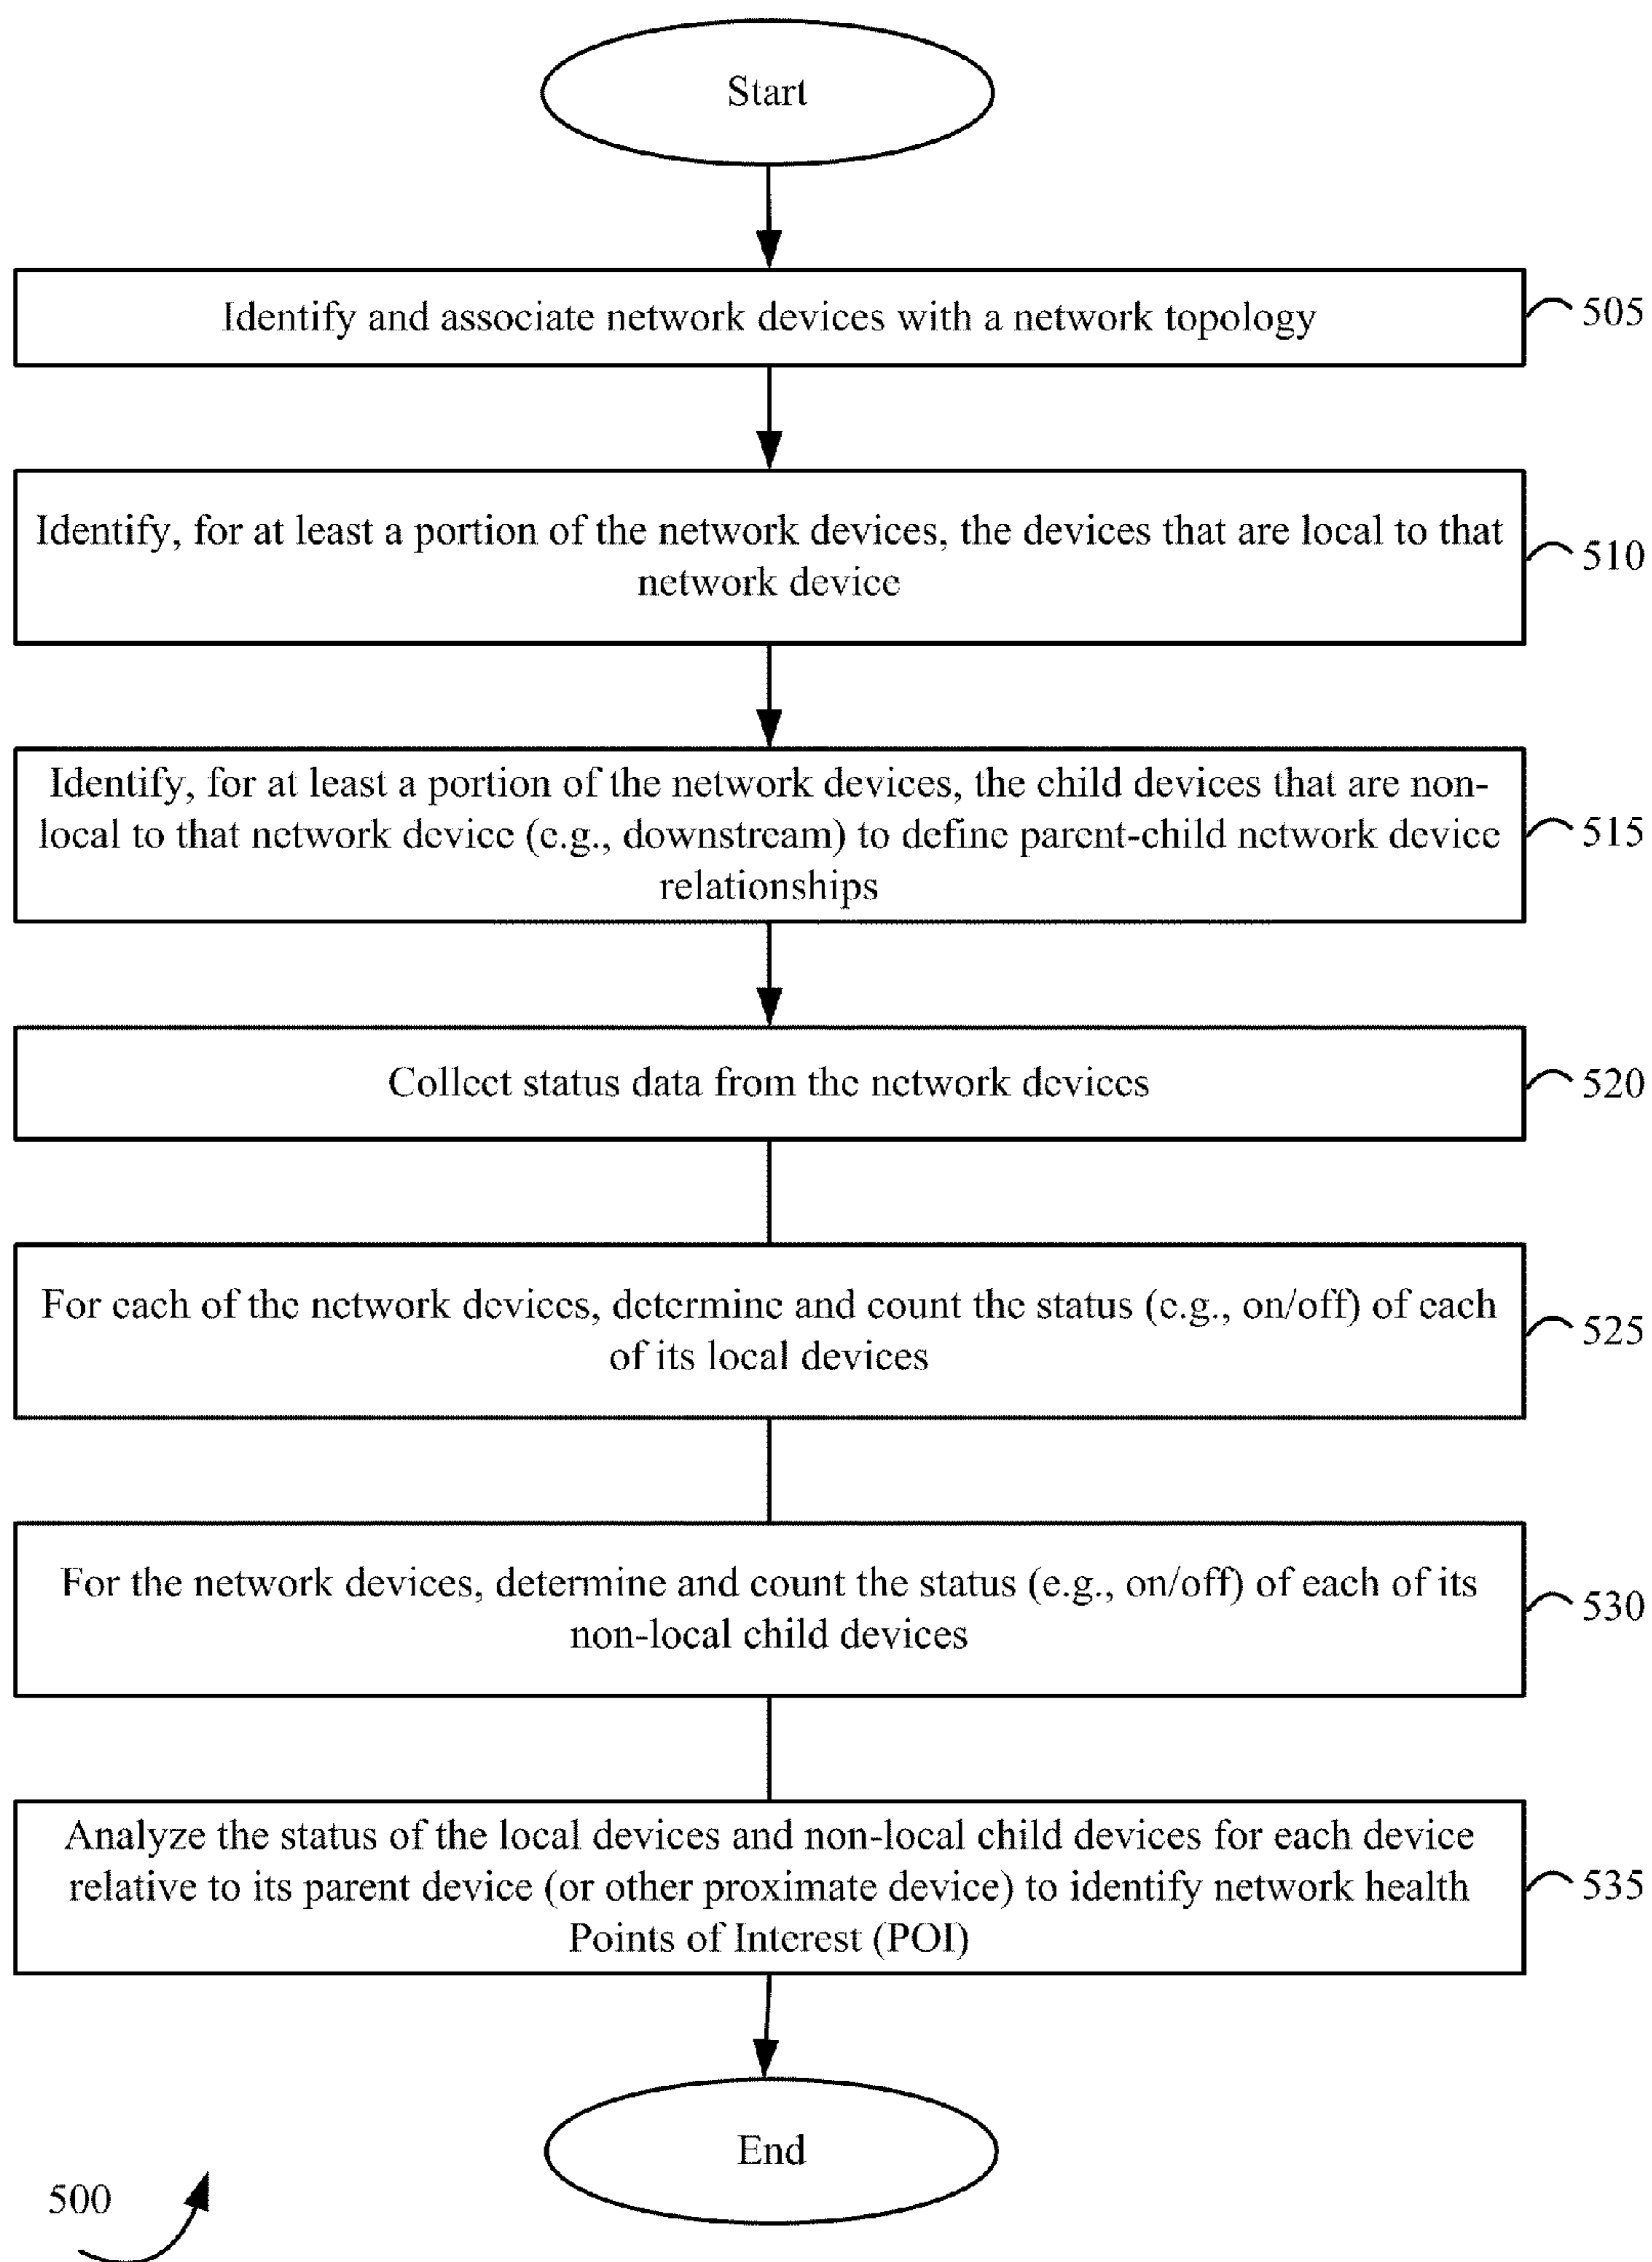 Start
Identify and associate network devices with a network topology
505
Identify, for at least a portion of the network devices, the devices that are local to that
network device
510
Identify, for at least a portion of the network devices, the child devices that are non-
local to that network device (e.g., downstream) to define parent-child network device
relationships
515
Collect status data from the network devices
520
For each of the network devices, determine and count the status (e.g., on/off) of each
of its local devices
525
For the network devices, determine and count the status (e.g., on/off) of each of its
non-local child devices
530
Analyze the status of the local devices and non-local child devices for each device
relative to its parent device (or other proximate device) to identify network health
Points of Interest (POI)
535
End
500